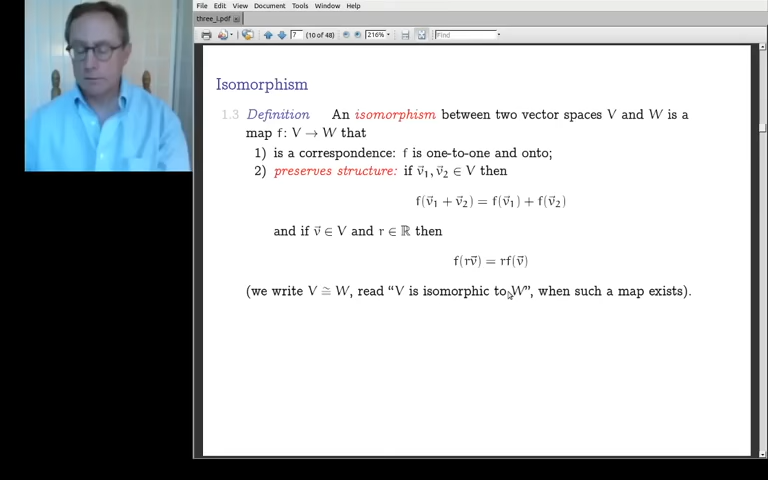 File Edit View Document Tools Window Help
three_i.pdf
7 (10 of 48) 216% Find
Isomorphism
1.3 Definition An isomorphism between two vector spaces V and W is a
map f: V → W that
1) is a correspondence: f is one-to-one and onto;
2) preserves structure: if v⃗₁, v⃗₂ ∈ V then
f(v⃗₁ + v⃗₂) = f(v⃗₁) + f(v⃗₂)
and if v⃗ ∈ V and r ∈ ℝ then
f(rv⃗) = rf(v⃗)
(we write V ≅ W, read “V is isomorphic to W”, when such a map exists).